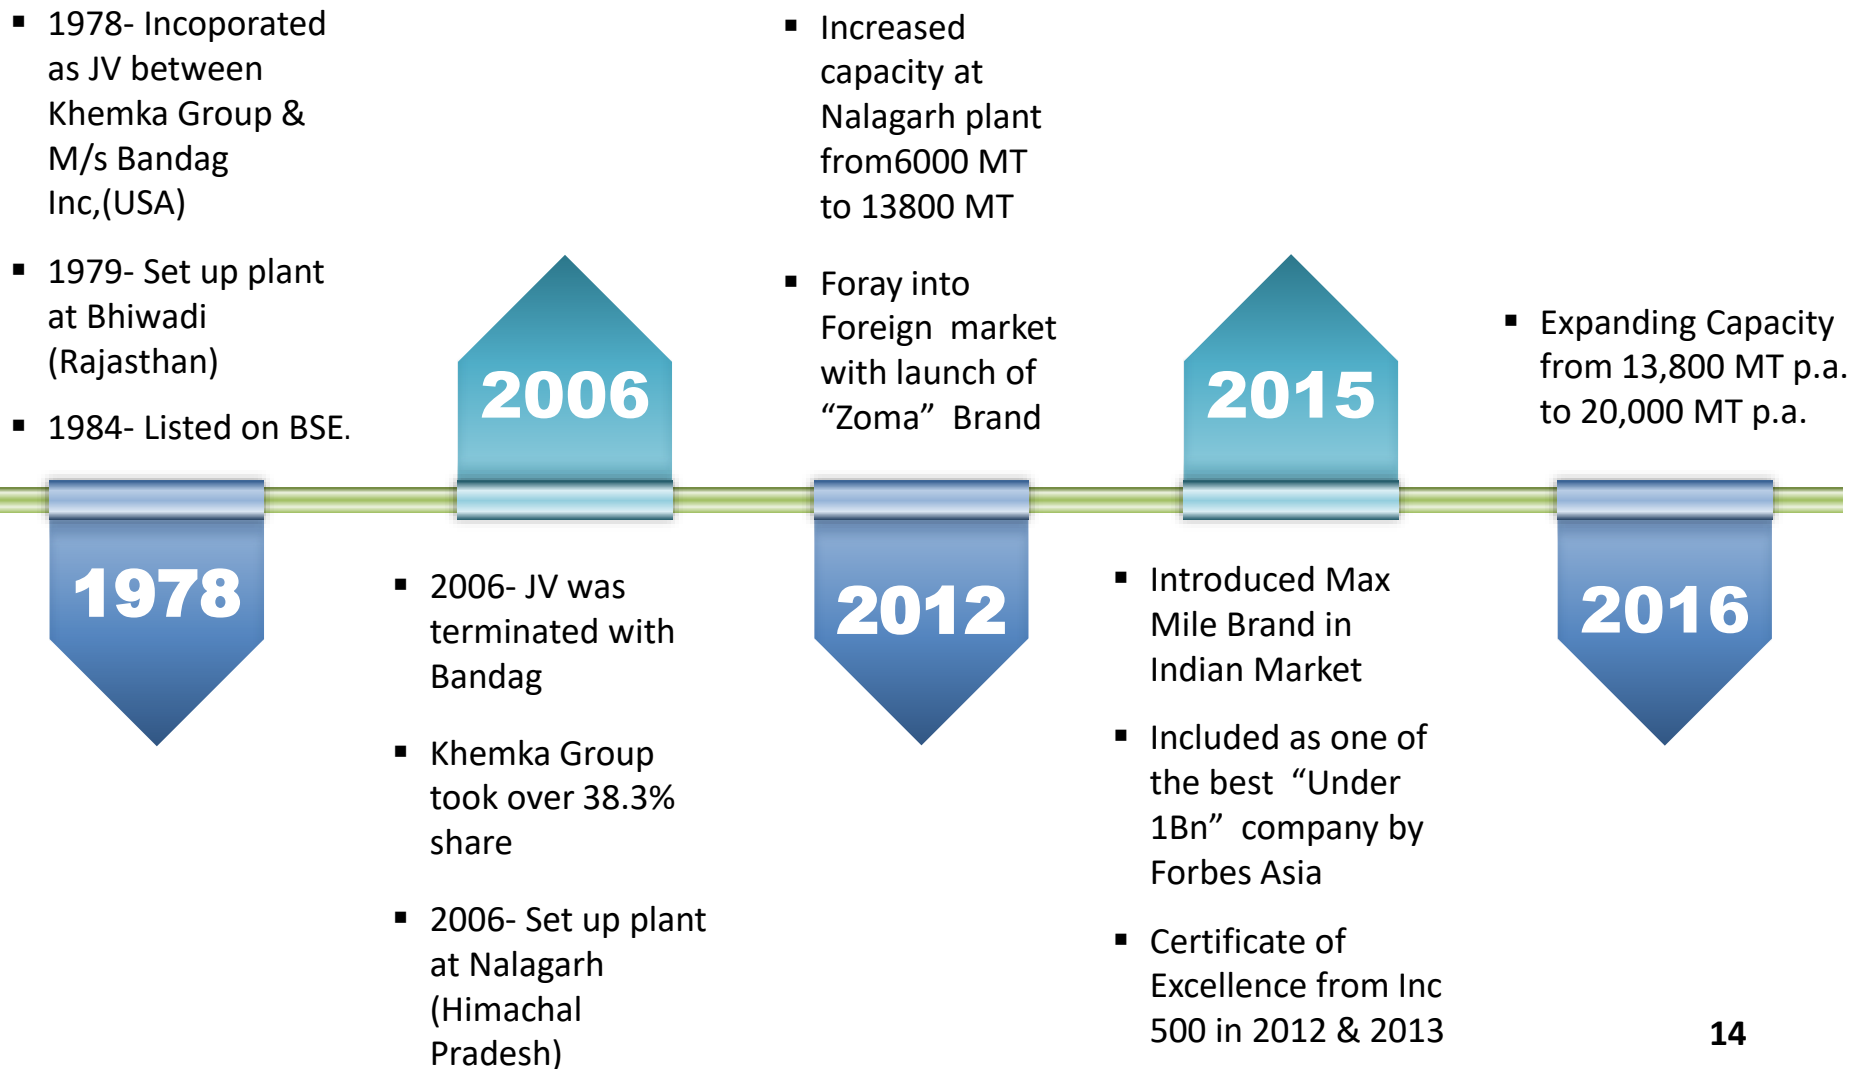 ▪ 1978- Incoporated
as JV between
Khemka Group &
M/s Bandag
Inc,(USA)
▪ 1979- Set up plant
at Bhiwadi
(Rajasthan)
▪ 1984- Listed on BSE.
1978
2006
▪ 2006- JV was
terminated with
Bandag
▪ Khemka Group
took over 38.3%
share
▪ 2006- Set up plant
at Nalagarh
(Himachal
Pradesh)
▪ Increased
capacity at
Nalagarh plant
from6000 MT
to 13800 MT
▪ Foray into
Foreign  market
with launch of
“Zoma”  Brand
2012
2015
▪ Introduced Max
Mile Brand in
Indian Market
▪ Included as one of
the best  “Under
1Bn”  company by
Forbes Asia
▪ Certificate of
Excellence from Inc
500 in 2012 & 2013
▪ Expanding Capacity
from 13,800 MT p.a.
to 20,000 MT p.a.
2016
14